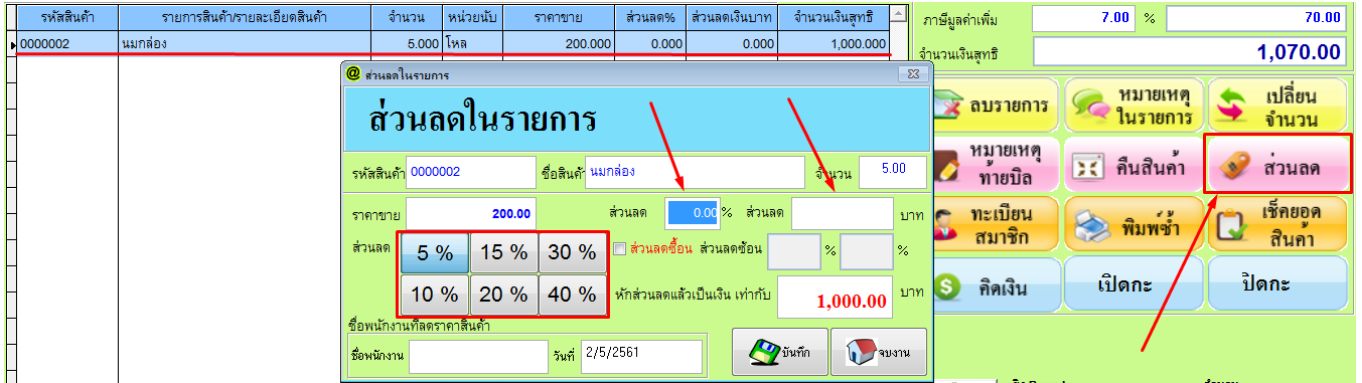 รหัสสินค้า รายการสินค้า/รายละเอียดสินค้า จำนวน หน่วยนับ ราคาขาย ส่วนลด% ส่วนลดเงินบาท จำนวนเงินสุทธิ
0000002 นมกล่อง 5.000 โหล 200.000 0.000 0.000 1,000.000
ภาษีมูลค่าเพิ่ม 7.00 % 70.00
จำนวนเงินสุทธิ 1,070.00
ส่วนลดในรายการ
ส่วนลดในรายการ
รหัสสินค้า 0000002 ชื่อสินค้า นมกล่อง จำนวน 5.00
ราคาขาย 200.00 ส่วนลด 0.00 % ส่วนลด บาท
ส่วนลด 5 % 15 % 30 % ส่วนลดซื้อน ส่วนลดซ้อน % %
10 % 20 % 40 % หักส่วนลดแล้วเป็นเงิน เท่ากับ 1,000.00 บาท
ชื่อพนักงานที่ลดราคาสินค้า
ชื่อพนักงาน วันที่ 2/5/2561 บันทึก จบงาน
ลบรายการ
หมายเหตุ
ในรายการ
เปลี่ยน
จำนวน
หมายเหตุ
ท้ายบิล
คืนสินค้า
ส่วนลด
ทะเบียน
สมาชิก
พิมพ์ซ้ำ
เช็คยอด
สินค้า
คิดเงิน
เปิดกะ
ปิดกะ